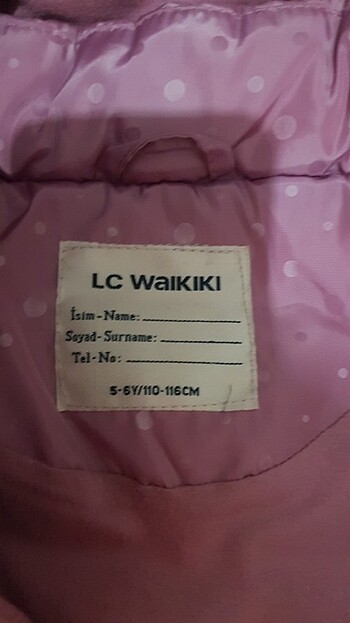 LC WAIKIKI
İsim-Name:
Soyad-Surname:
Tel-No:
5-6Y/110-116CM